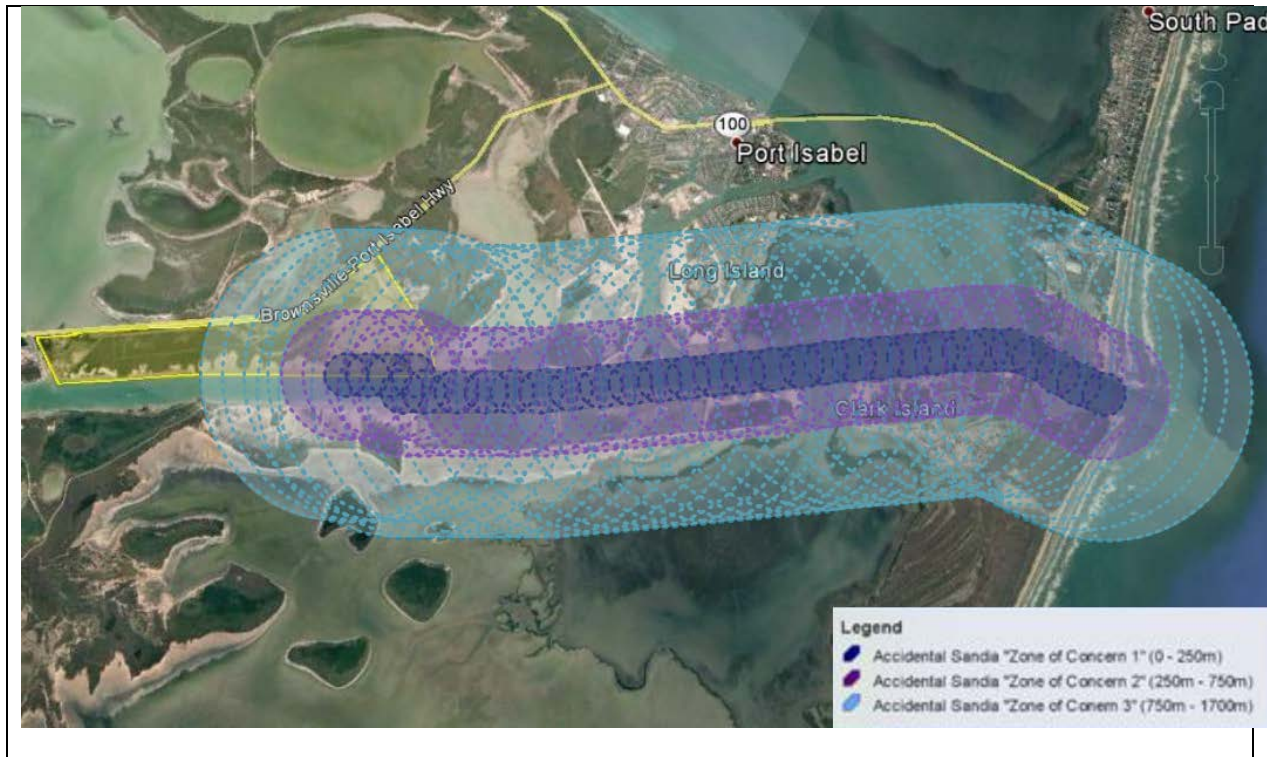 South Pad
100
Port Isabel
Brownsville-Port Isabel Hwy
Long Island
Clark Island
Legend
Accidental Sandia "Zone of Concern 1" (0 - 250m)
Accidental Sandia "Zone of Concern 2" (250m - 750m)
Accidental Sandia "Zone of Conern 3" (750m - 1700m)